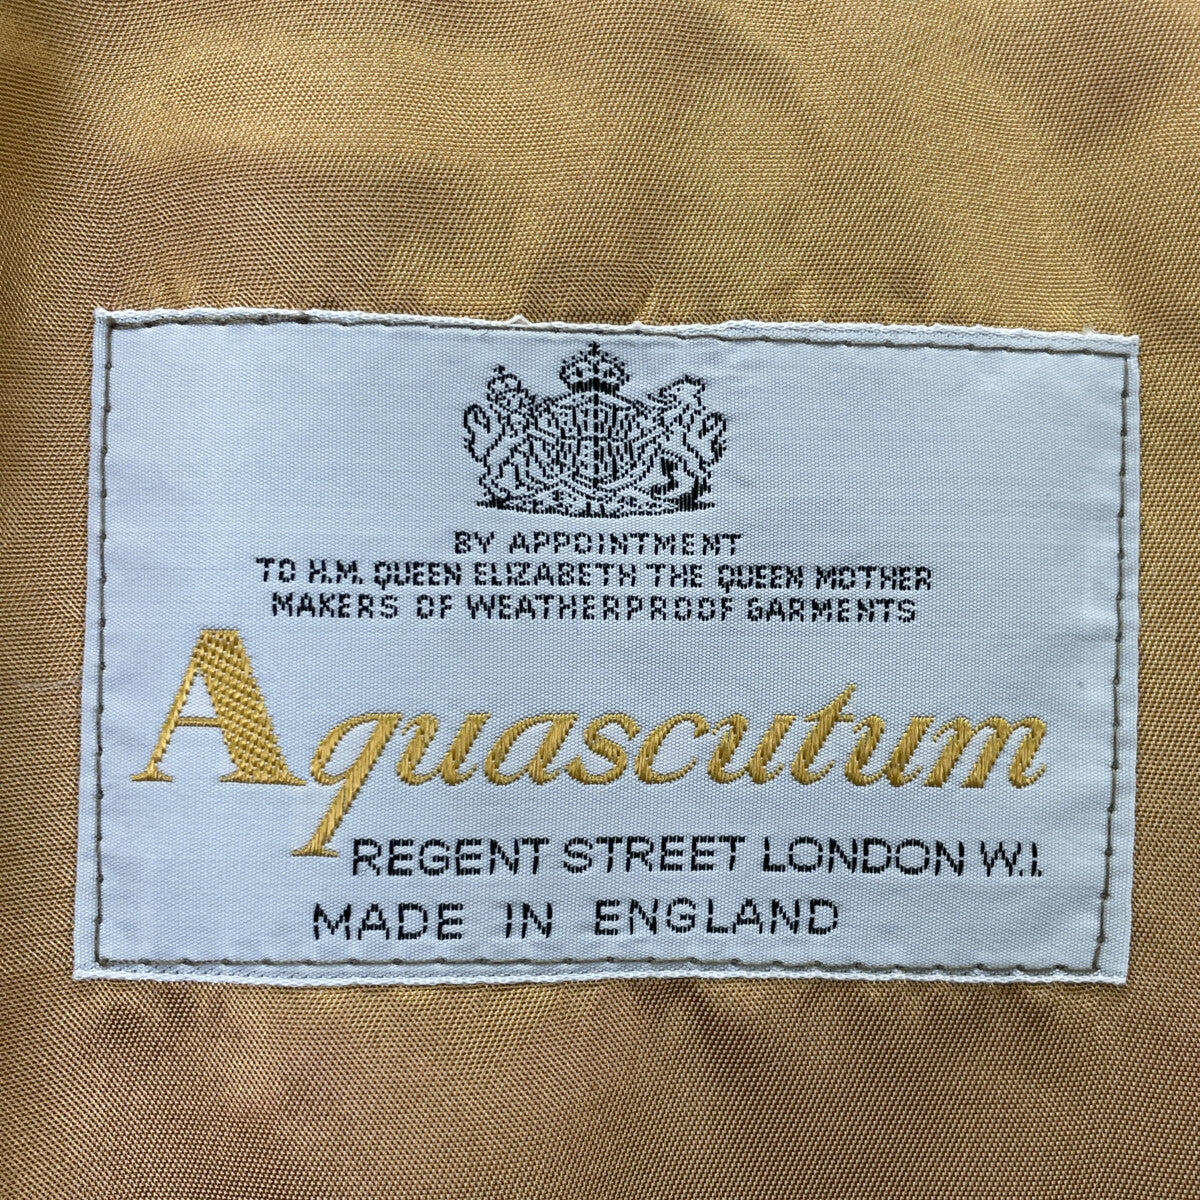 BY APPOINTMENT
TO H.M. QUEEN ELIZABETH THE QUEEN MOTHER
MAKERS OF WEATHERPROOF GARMENTS
Aquascutum
REGENT STREET LONDON W.1.
MADE IN ENGLAND